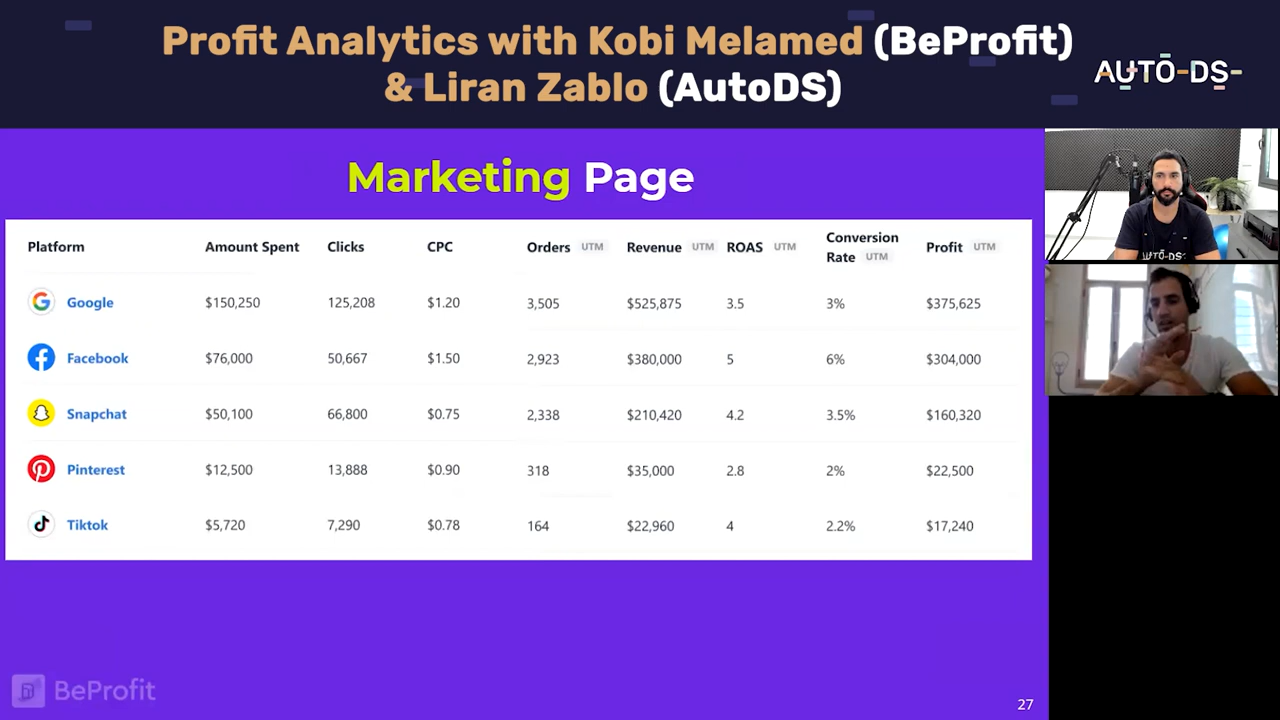 Profit Analytics with Kobi Melamed (BeProfit)
& Liran Zablo (AutoDS)
AUTO-DS-
Marketing Page
Platform Amount Spent Clicks CPC Orders UTM Revenue UTM ROAS UTM Conversion Rate UTM Profit UTM
Google $150,250 125,208 $1.20 3,505 $525,875 3.5 3% $375,625
Facebook $76,000 50,667 $1.50 2,923 $380,000 5 6% $304,000
Snapchat $50,100 66,800 $0.75 2,338 $210,420 4.2 3.5% $160,320
Pinterest $12,500 13,888 $0.90 318 $35,000 2.8 2% $22,500
Tiktok $5,720 7,290 $0.78 164 $22,960 4 2.2% $17,240
AUTO-DS-
BeProfit
27